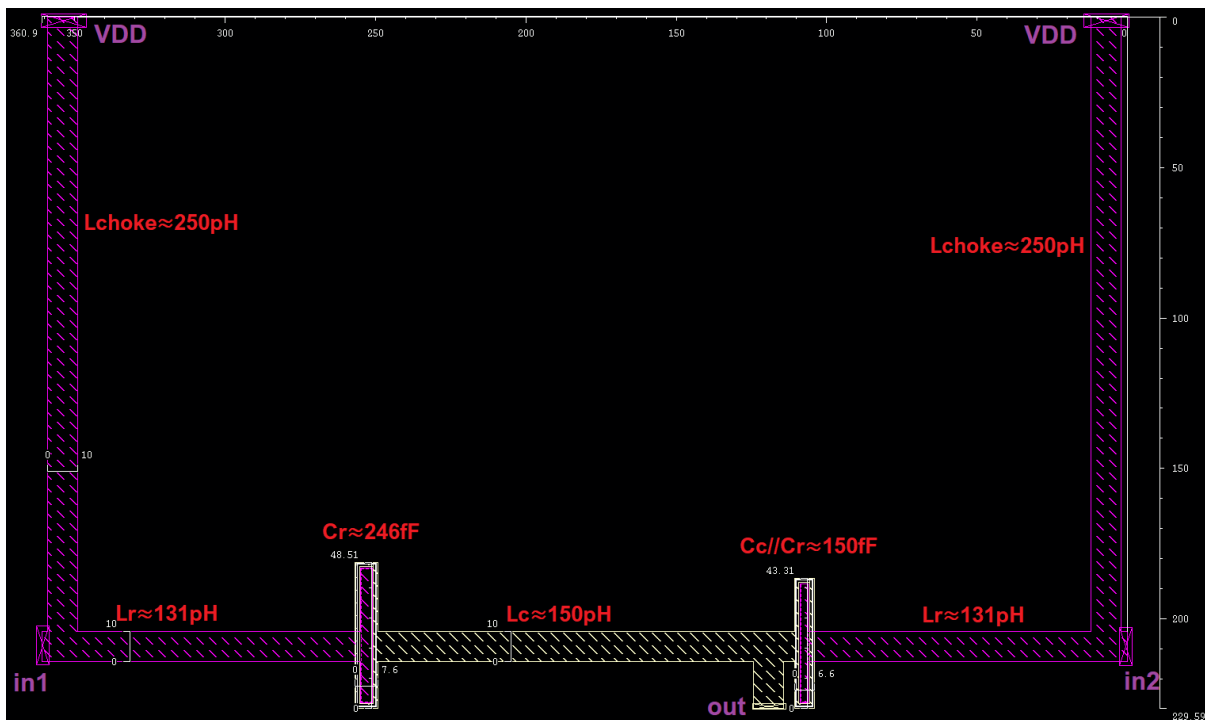 VDD
VDD
360.9 350 300 250 200 150 100 50 0
0
50
Lchoke≈250pH
Lchoke≈250pH
100
0 10
150
Cr≈246fF
Cc//Cr≈150fF
48.51
43.31
Lr≈131pH
Lc≈150pH
Lr≈131pH
10
10
200
0
0
0 7.6
0 6.6
in1
in2
out
0
0
229.59